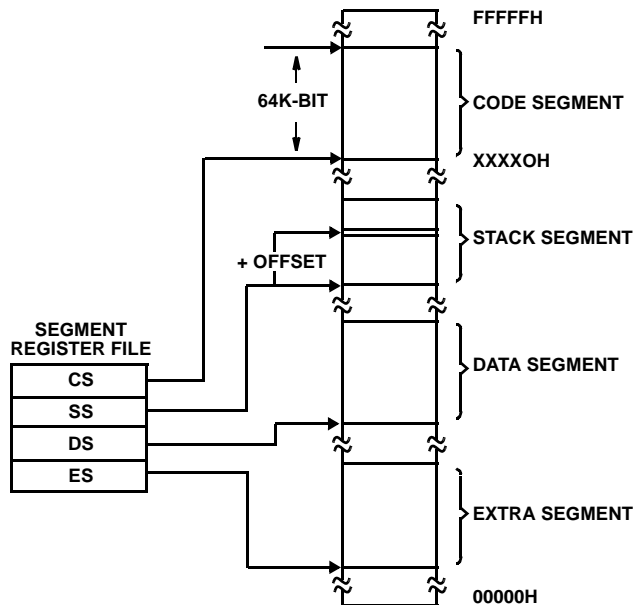 FFFFFH
64K-BIT
CODE SEGMENT
XXXXOH
STACK SEGMENT
+ OFFSET
SEGMENT
REGISTER FILE
CS
SS
DS
ES
DATA SEGMENT
EXTRA SEGMENT
00000H